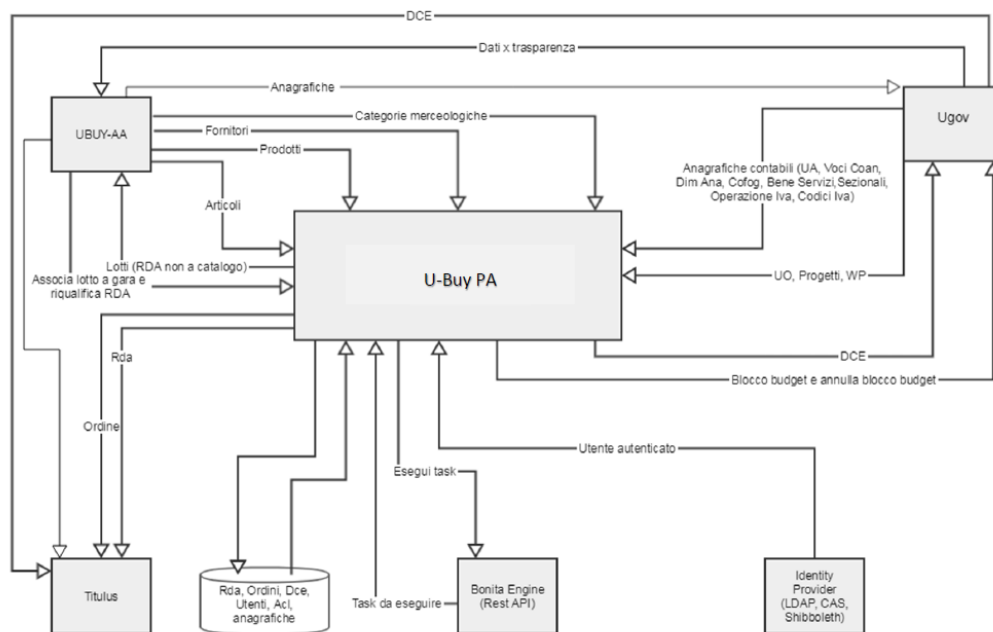 DCE
Dati x trasparenza
Anagrafiche
UBUY-AA
Categorie merceologiche
Ugov
Fornitori
Prodotti
Anagrafiche contabili (UA, Voci Coan,
Dim Ana, Cofog, Bene Servizi,Sezionali,
Operazione Iva, Codici Iva)
Articoli
Lotti (RDA non a catalogo)
Associa lotto a gara e
riqualifica RDA
U-Buy PA
UO, Progetti, WP
Rda
DCE
Blocco budget e annulla blocco budget
Ordine
Utente autenticato
Esegui task
Titulus
Rda, Ordini, Dce,
Utenti, Acl,
anagrafiche
Task da eseguire
Bonita Engine
(Rest API)
Identity
Provider
(LDAP, CAS,
Shibboleth)